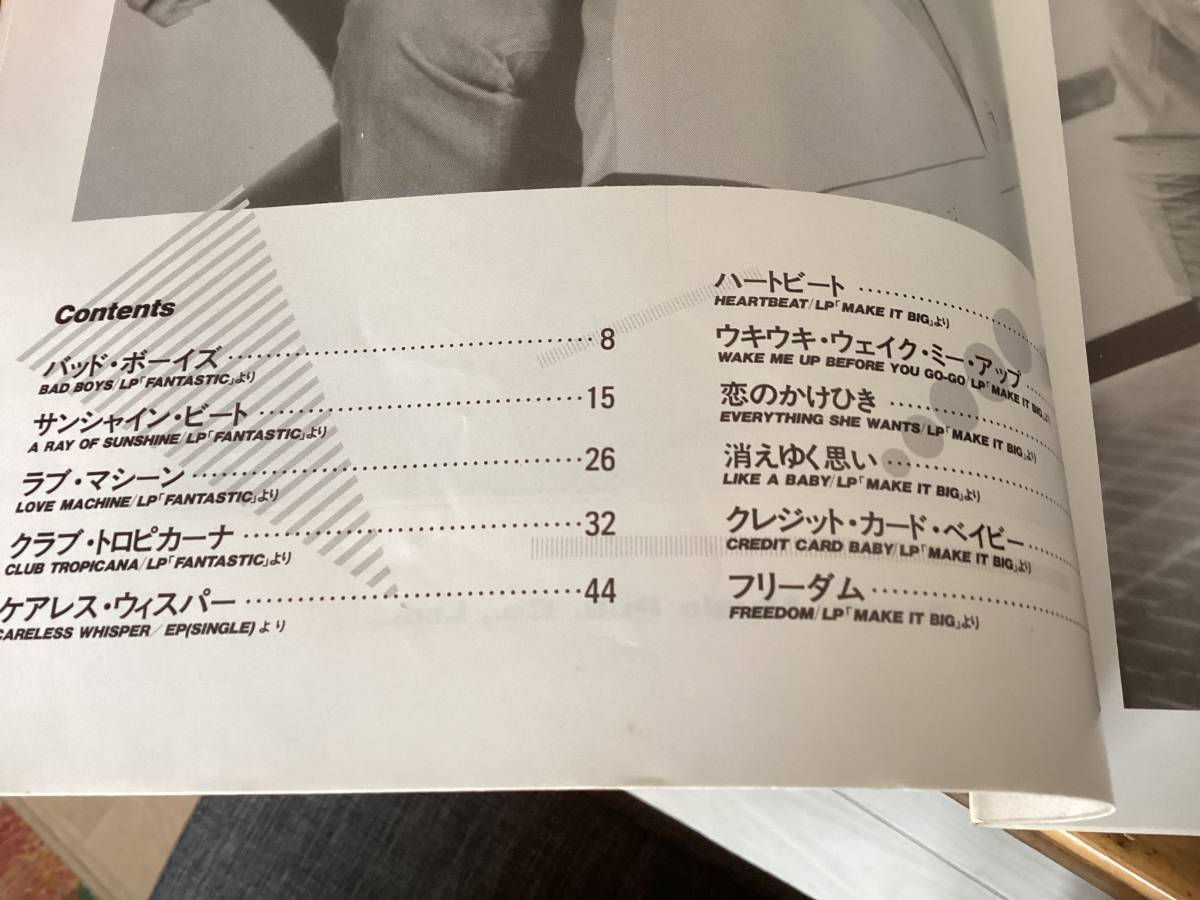 Contents
バッド・ボーイズ 8
BAD BOYS/LP「FANTASTIC」より
サンシャイン・ビート 15
A RAY OF SUNSHINE/LP「FANTASTIC」より
ラブ・マシーン 26
LOVE MACHINE/LP「FANTASTIC」より
クラブ・トロピカーナ 32
CLUB TROPICANA/LP「FANTASTIC」より
ケアレス・ウィスパー 44
CARELESS WHISPER/EP(SINGLE)より
ハートビート
HEARTBEAT/LP「MAKE IT BIG」より
ウキウキ・ウェイク・ミー・アップ
WAKE ME UP BEFORE YOU GO-GO/LP「MAKE IT BIG」より
恋のかけひき
EVERYTHING SHE WANTS/LP「MAKE IT BIG」より
消えゆく思い
LIKE A BABY/LP「MAKE IT BIG」より
クレジット・カード・ベイビー
CREDIT CARD BABY/LP「MAKE IT BIG」より
フリーダム
FREEDOM/LP「MAKE IT BIG」より